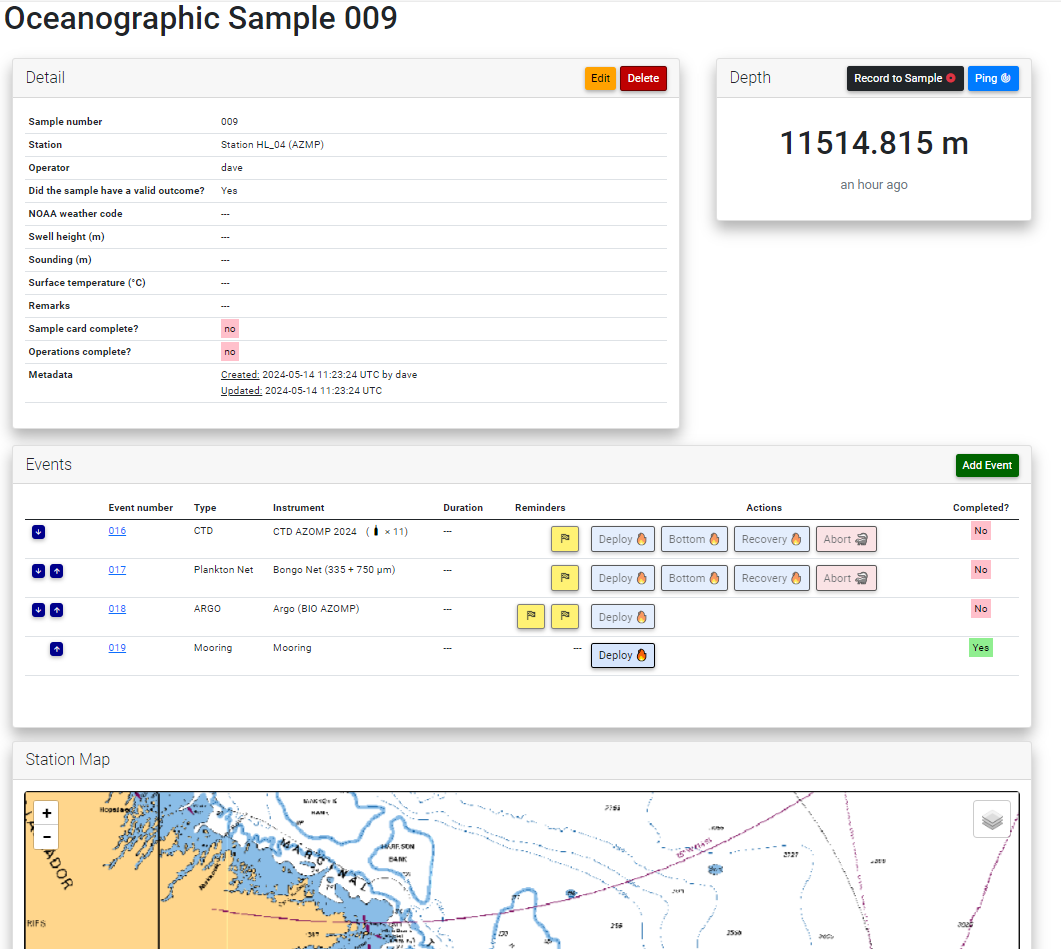 Oceanographic Sample 009
Detail
Edit
Delete
Sample number 009
Station Station HL_04 (AZMP)
Operator dave
Did the sample have a valid outcome? Yes
NOAA weather code ---
Swell height (m) ---
Sounding (m) ---
Surface temperature (°C) ---
Remarks ---
Sample card complete? no
Operations complete? no
Metadata Created: 2024-05-14 11:23:24 UTC by dave
Updated: 2024-05-14 11:23:24 UTC
Depth
Record to Sample
Ping
11514.815 m
an hour ago
Events
Add Event
Event number Type Instrument Duration Reminders Actions Completed?
016 CTD CTD AZOMP 2024 ( × 11) --- Deploy Bottom Recovery Abort No
017 Plankton Net Bongo Net (335 + 750 µm) --- Deploy Bottom Recovery Abort No
018 ARGO Argo (BIO AZOMP) --- Deploy No
019 Mooring Mooring --- --- Deploy Yes
Station Map
+
-
ADOR
MARGINAL
BANK
RIFS